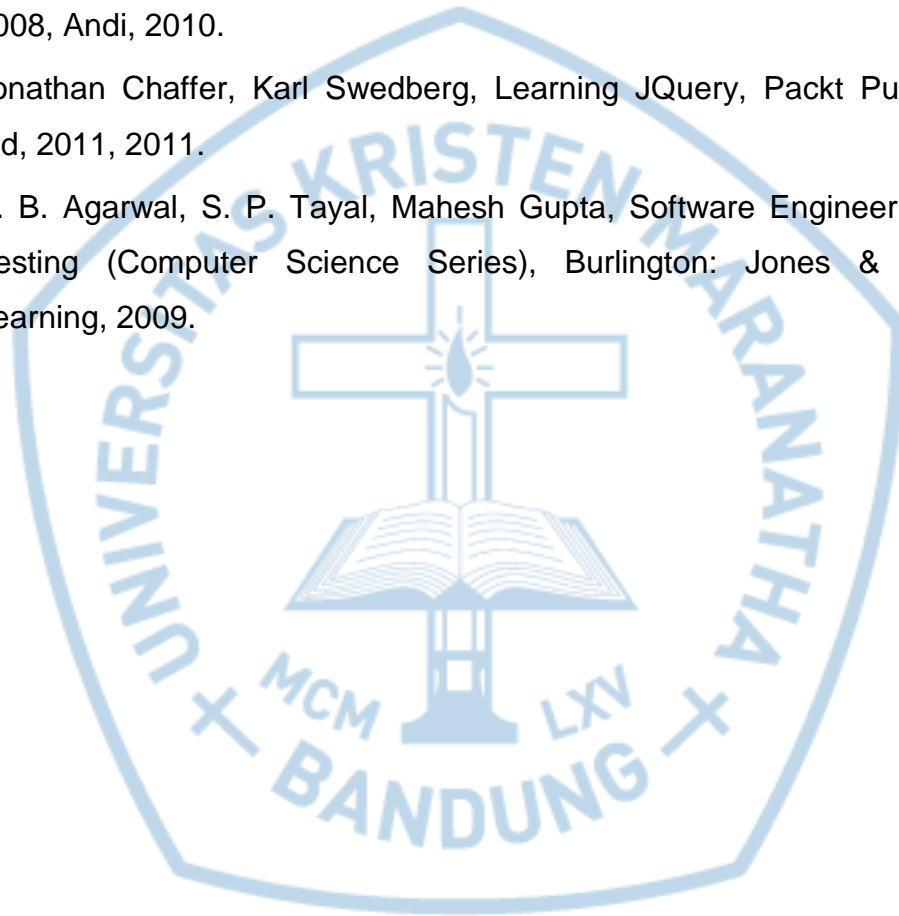 008, Andi, 2010.
onathan Chaffer, Karl Swedberg, Learning JQuery, Packt Pu
d, 2011, 2011.
. B. Agarwal, S. P. Tayal, Mahesh Gupta, Software Engineer
esting (Computer Science Series), Burlington: Jones &
earning, 2009.
UNIVERSITAS KRISTEN MARANATHA
MCM LXV
BANDUNG